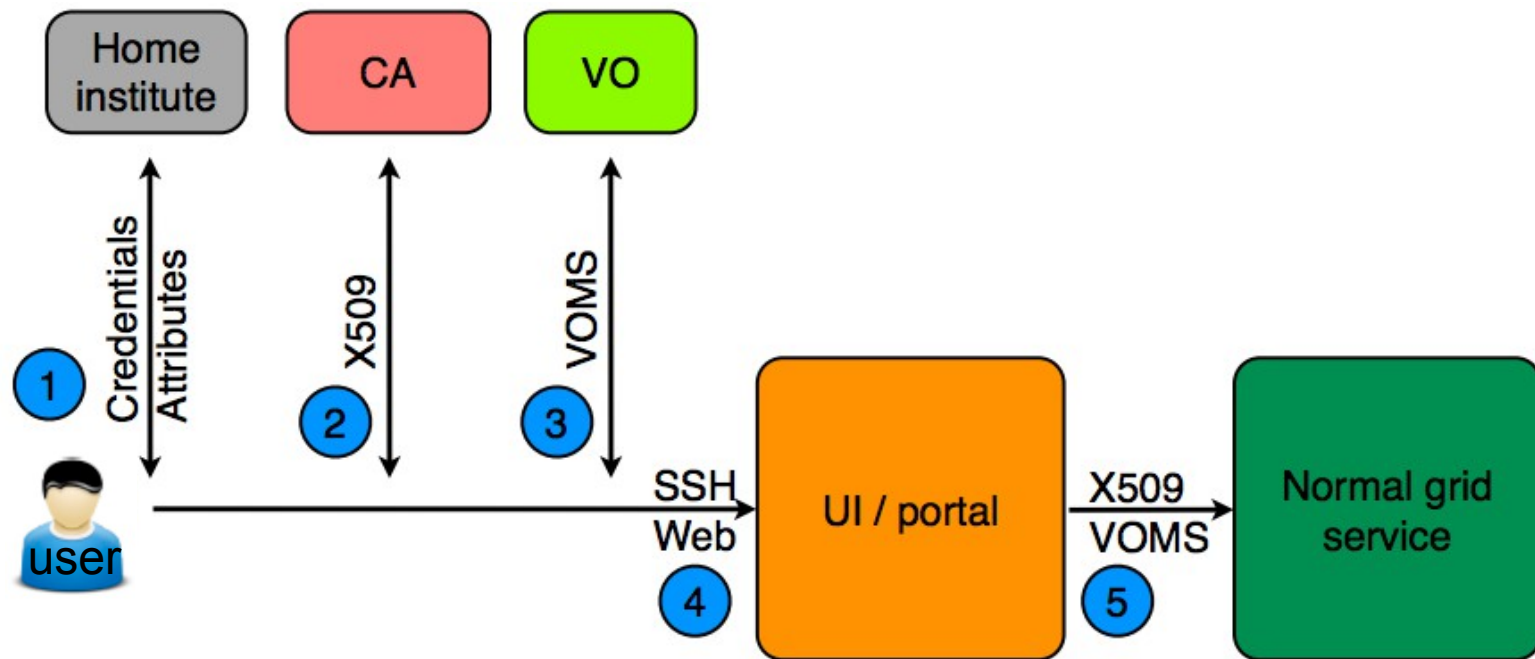 Home
institute
CA
VO
Credentials
Attributes
X509
VOMS
1
2
3
user
SSH
Web
4
UI / portal
X509
VOMS
5
Normal grid
service